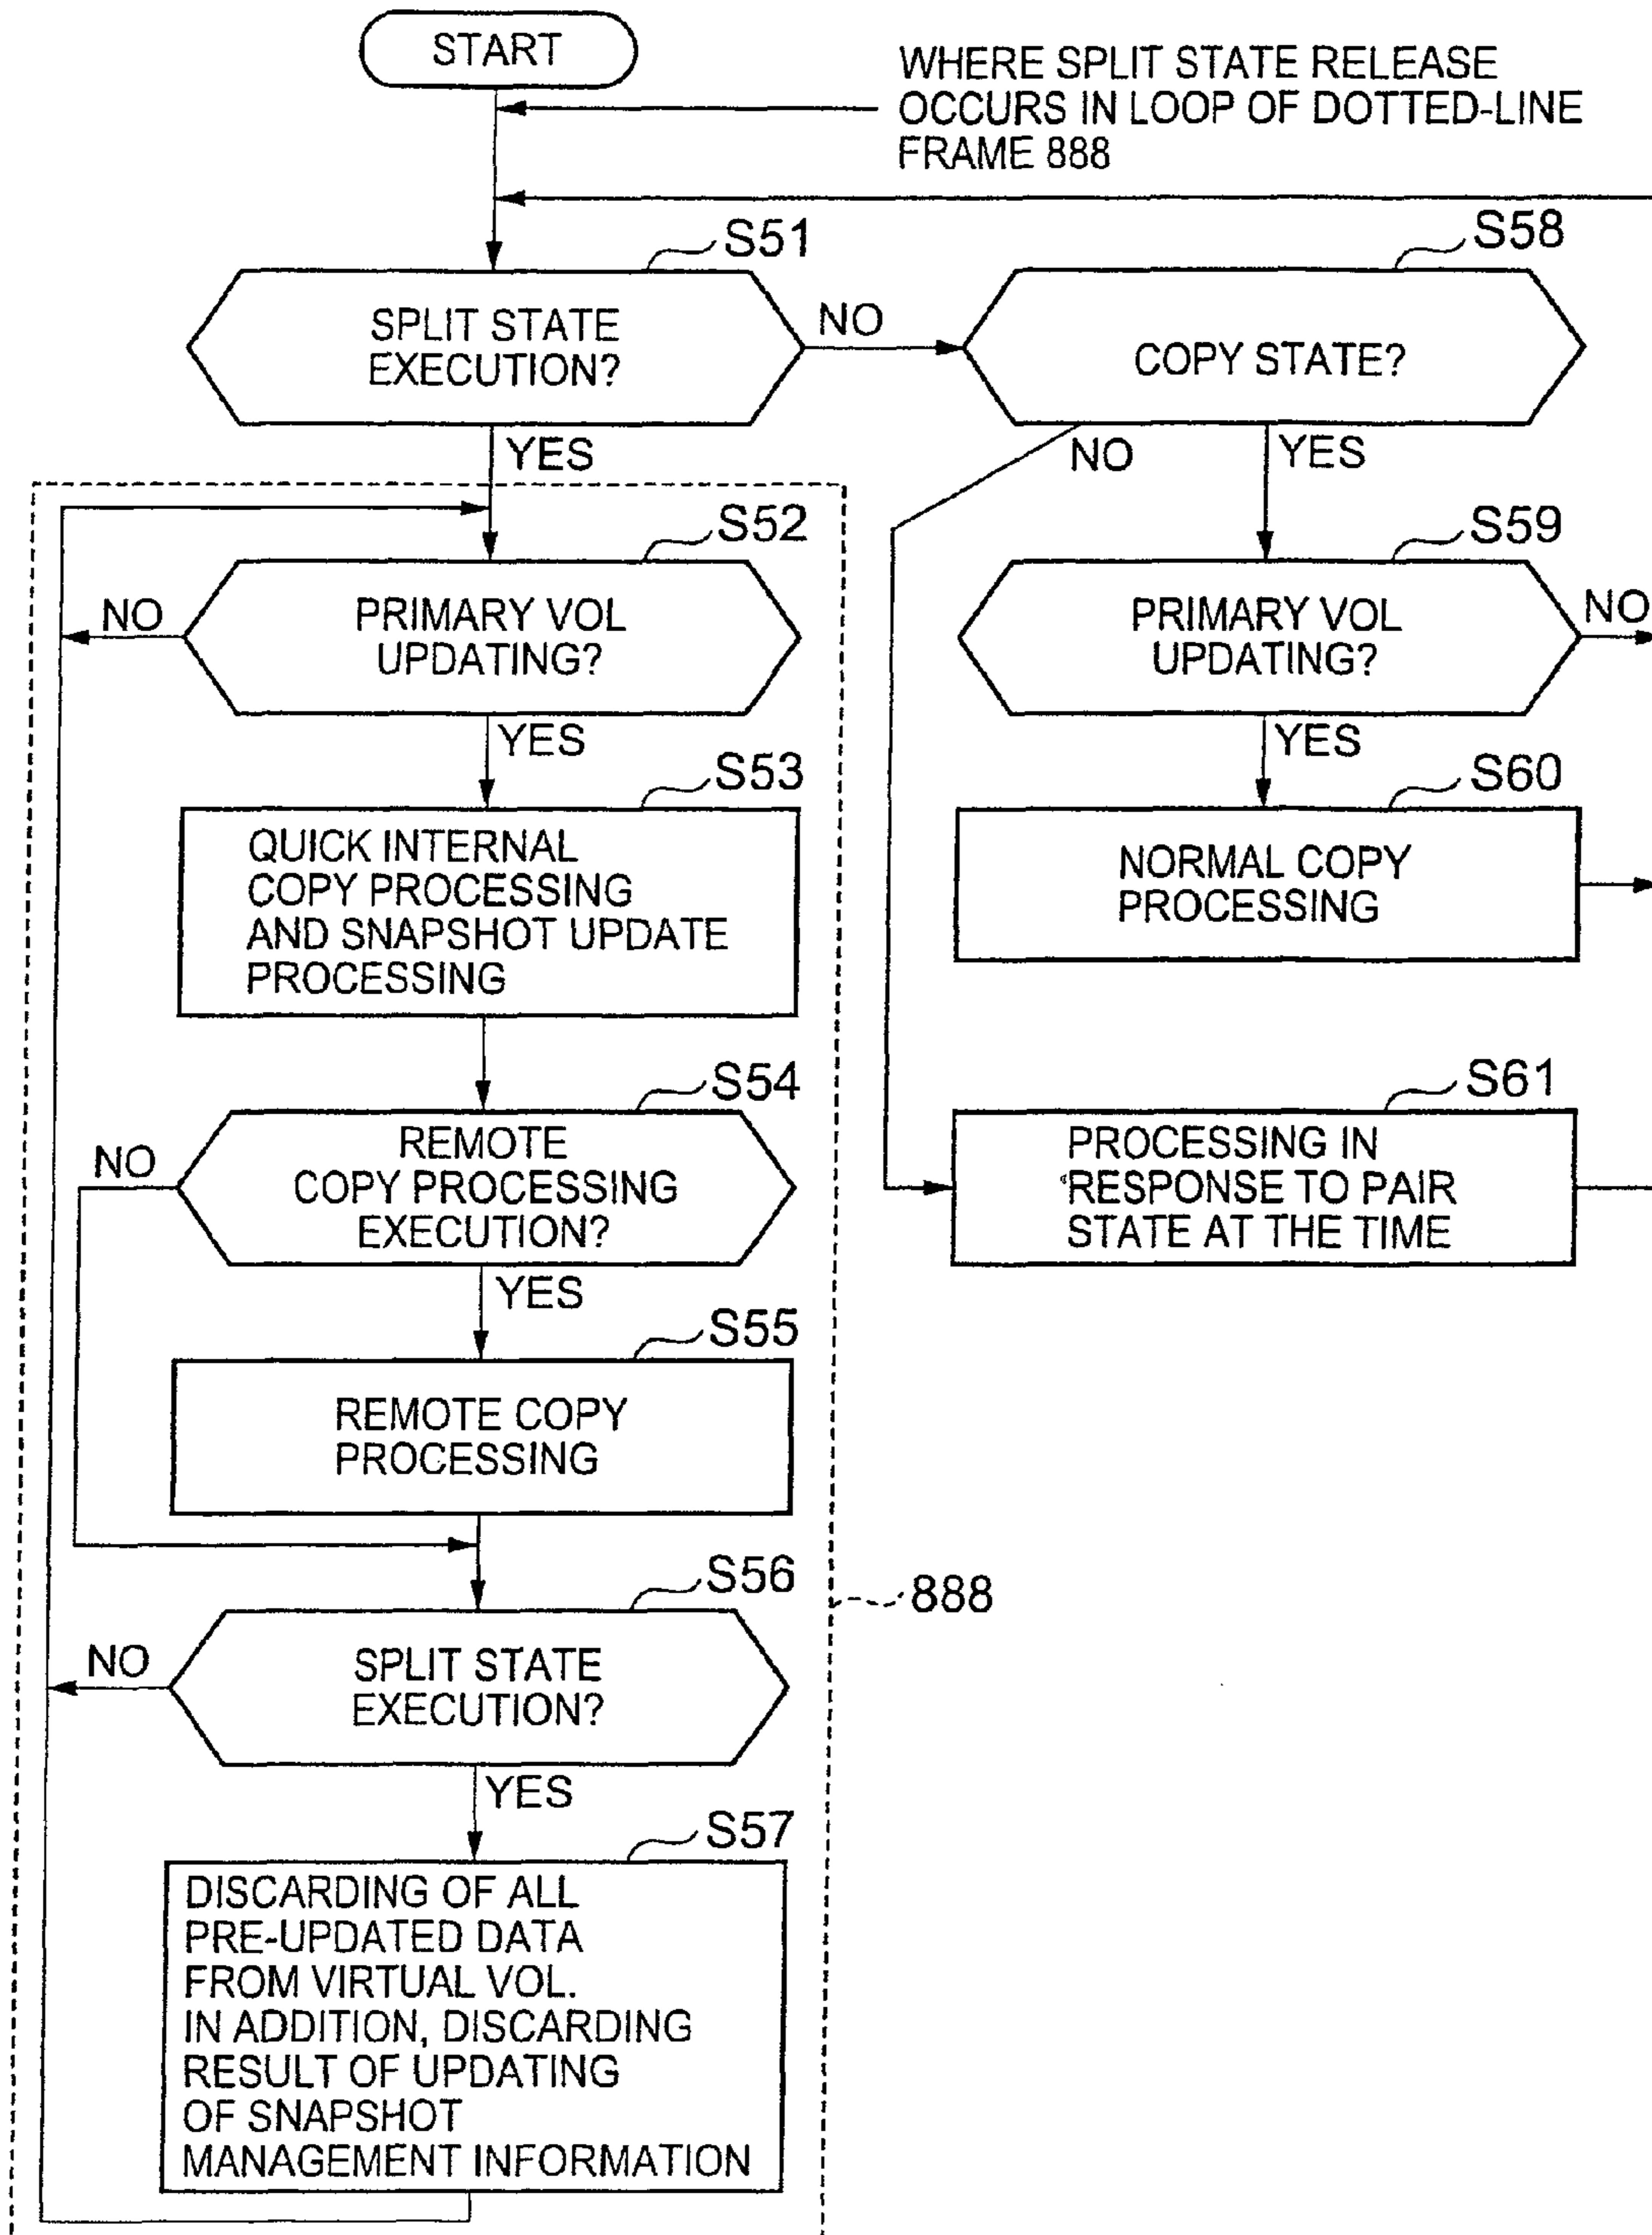 START
WHERE SPLIT STATE RELEASE
OCCURS IN LOOP OF DOTTED-LINE
FRAME 888
S51
SPLIT STATE
EXECUTION?
NO
S58
COPY STATE?
YES
NO
YES
S52
PRIMARY VOL
UPDATING?
NO
S59
PRIMARY VOL
UPDATING?
NO
YES
YES
S53
QUICK INTERNAL
COPY PROCESSING
AND SNAPSHOT UPDATE
PROCESSING
S60
NORMAL COPY
PROCESSING
S54
REMOTE
COPY PROCESSING
EXECUTION?
NO
S61
PROCESSING IN
RESPONSE TO PAIR
STATE AT THE TIME
YES
S55
REMOTE COPY
PROCESSING
S56
888
SPLIT STATE
EXECUTION?
NO
YES
S57
DISCARDING OF ALL
PRE-UPDATED DATA
FROM VIRTUAL VOL.
IN ADDITION, DISCARDING
RESULT OF UPDATING
OF SNAPSHOT
MANAGEMENT INFORMATION